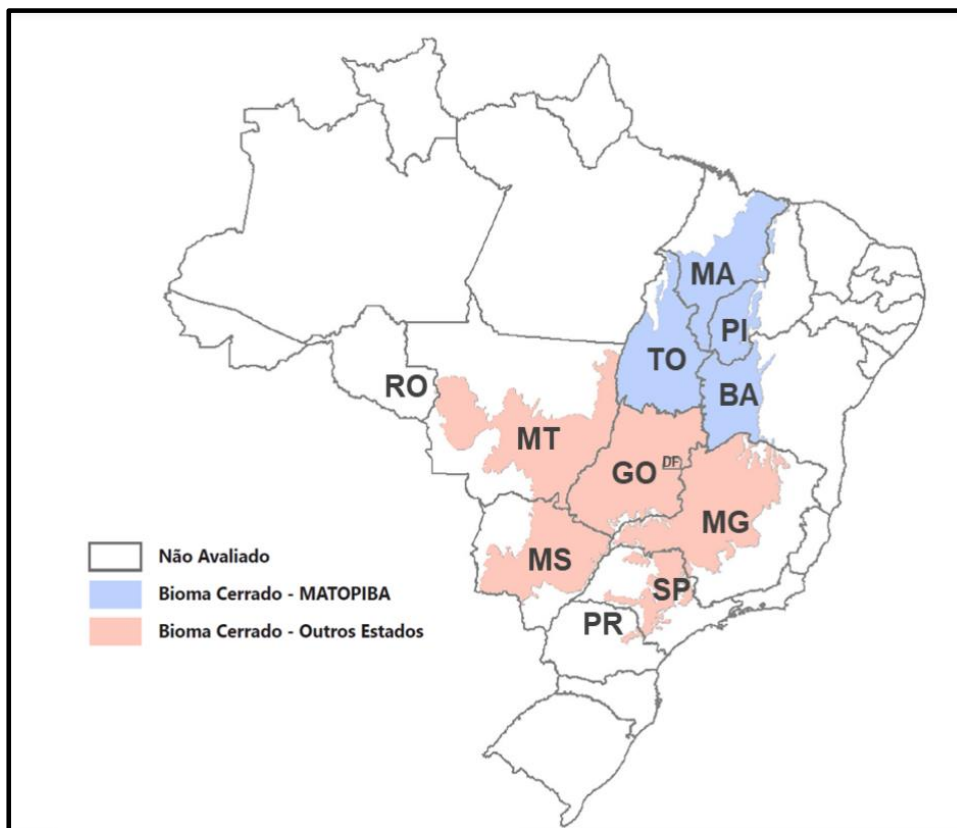 MA
PI
TO
BA
RO
MT
GO
DF
MG
MS
SP
PR
Não Avaliado
Bioma Cerrado - MATOPIBA
Bioma Cerrado - Outros Estados